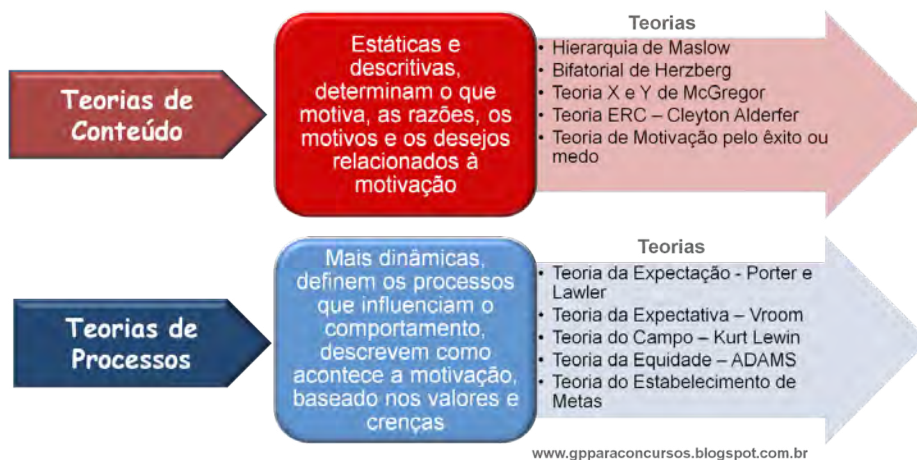 Teorias de
Conteúdo
Estáticas e
descritivas,
determinam o que
motiva, as razões, os
motivos e os desejos
relacionados à
motivação
Teorias
• Hierarquia de Maslow
• Bifatorial de Herzberg
• Teoria X e Y de McGregor
• Teoria ERC – Cleyton Alderfer
• Teoria de Motivação pelo êxito ou
medo
Teorias de
Processos
Mais dinâmicas,
definem os processos
que influenciam o
comportamento,
descrevem como
acontece a motivação,
baseado nos valores e
crenças
Teorias
• Teoria da Expectação - Porter e
Lawler
• Teoria da Expectativa – Vroom
• Teoria do Campo – Kurt Lewin
• Teoria da Equidade – ADAMS
• Teoria do Estabelecimento de
Metas
www.gpparaconcursos.blogspot.com.br